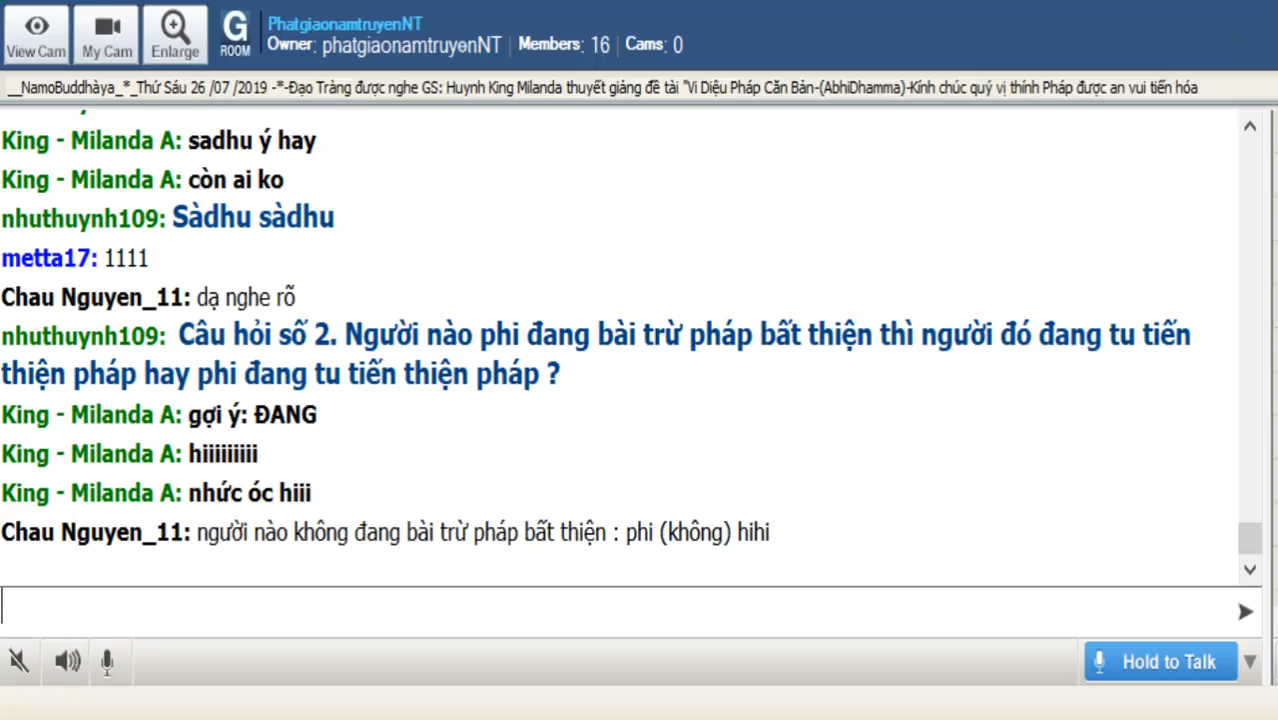 PhatgiaonamtruyenNT
View Cam My Cam Enlarge G ROOM Owner: phatgiaonamtruyenNT Members: 16 Cams: 0
__NamoBuddhàya_*_Thứ Sáu 26 /07 /2019 -*-Đạo Tràng được nghe GS: Huynh King Milanda thuyết giảng đề tài "Vi Diệu Pháp Căn Bản-(AbhiDhamma)-Kính chúc quý vị thính Pháp được an vui tiến hóa
King - Milanda A: sadhu ý hay
King - Milanda A: còn ai ko
nhuthuynh109: Sàdhu sàdhu
metta17: 1111
Chau Nguyen_11: dạ nghe rõ
nhuthuynh109: Câu hỏi số 2. Người nào phi đang bài trừ pháp bất thiện thì người đó đang tu tiến
thiện pháp hay phi đang tu tiến thiện pháp ?
King - Milanda A: gợi ý: ĐANG
King - Milanda A: hiiiiiiiii
King - Milanda A: nhức óc hiii
Chau Nguyen_11: người nào không đang bài trừ pháp bất thiện : phi (không) hihi
Hold to Talk